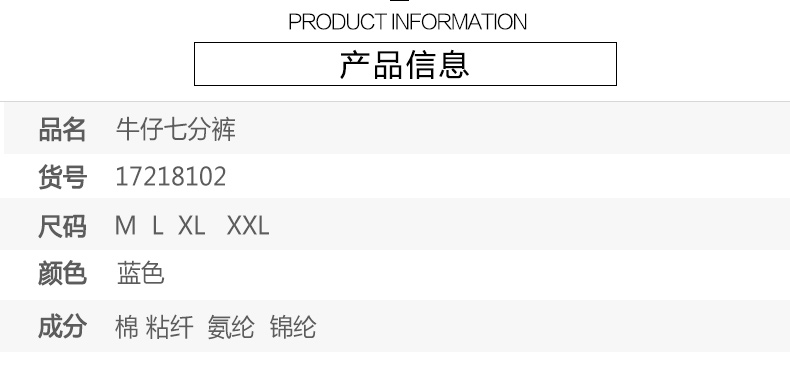 PRODUCT INFORMATION
产品信息
品名 牛仔七分裤
货号 17218102
尺码 M L XL XXL
颜色 蓝色
成分 棉 粘纤 氨纶 锦纶